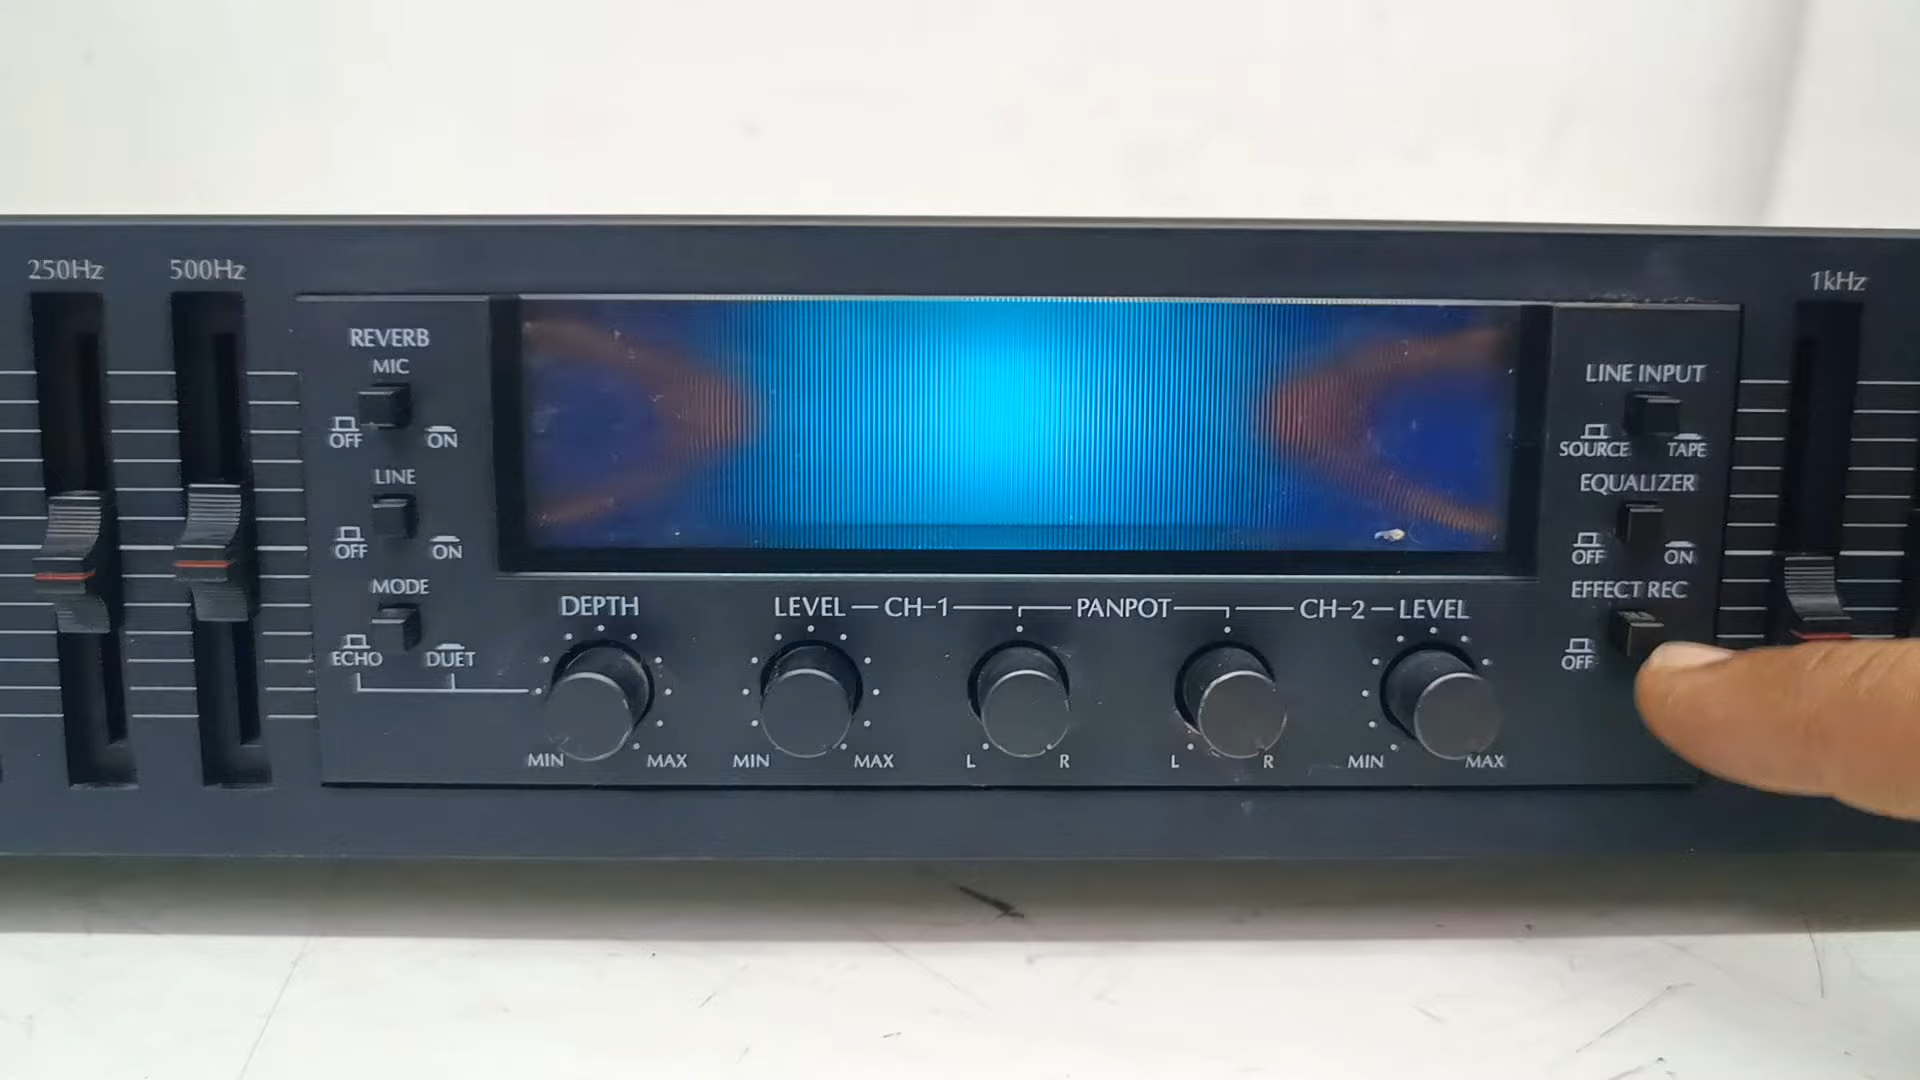 250Hz
500Hz
1kHz
REVERB
MIC
OFF
ON
LINE
OFF
ON
MODE
ECHO
DUET
DEPTH
MIN
MAX
LEVEL CH-1
MIN
MAX
PANPOT
L
R
L
R
CH-2 LEVEL
MIN
MAX
LINE INPUT
SOURCE
TAPE
EQUALIZER
OFF
ON
EFFECT REC
OFF